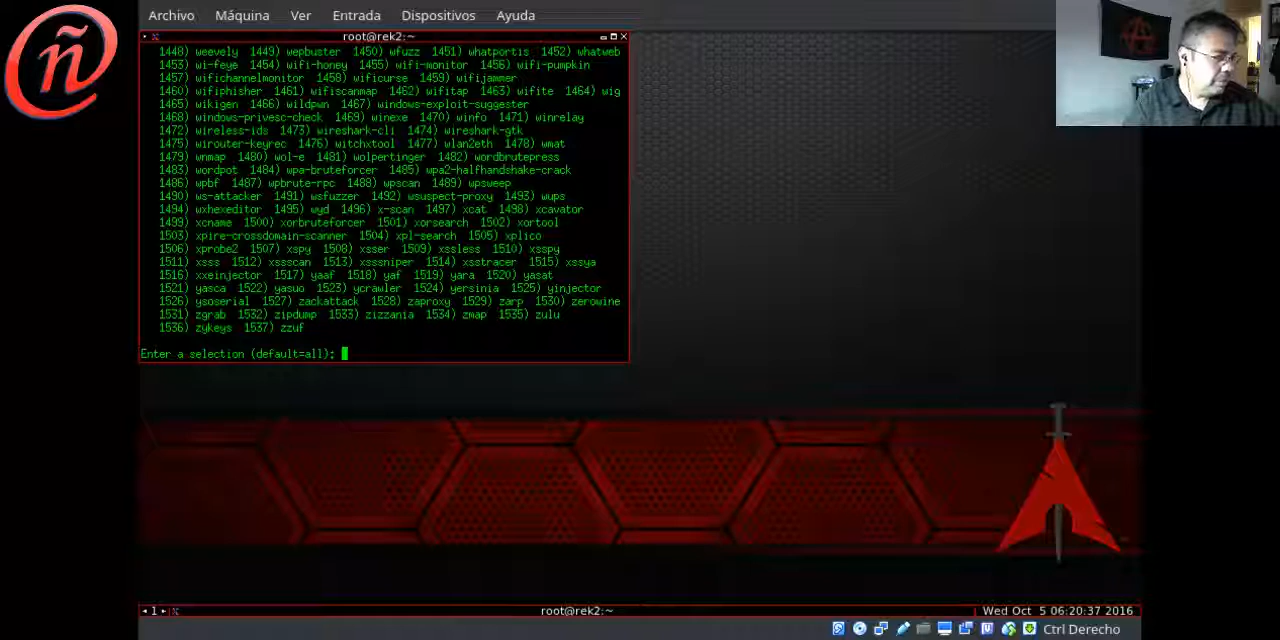 ñ
Archivo Máquina Ver Entrada Dispositivos Ayuda
root@rek2:~
1448) weevely 1449) wepbuster 1450) wfuzz 1451) whatportis 1452) whatweb
1453) wi-feye 1454) wifi-honey 1455) wifi-monitor 1456) wifi-pumpkin
1457) wifichannelmonitor 1458) wificurse 1459) wifijammer
1460) wifiphisher 1461) wifiscanmap 1462) wifitap 1463) wifite 1464) wig
1465) wikigen 1466) wildpwn 1467) windows-exploit-suggester
1468) windows-privesc-check 1469) winexe 1470) winfo 1471) winrelay
1472) wireless-ids 1473) wireshark-cli 1474) wireshark-gtk
1475) wirouter-keyrec 1476) witchxtool 1477) wlan2eth 1478) wmat
1479) wnmap 1480) wol-e 1481) wolpertinger 1482) wordbrutepress
1483) wordpot 1484) wpa-bruteforcer 1485) wpa2-halfhandshake-crack
1486) wpbf 1487) wpbrute-rpc 1488) wpscan 1489) wpsweep
1490) ws-attacker 1491) wsfuzzer 1492) wsuspect-proxy 1493) wups
1494) wxhexeditor 1495) wyd 1496) x-scan 1497) xcat 1498) xcavator
1499) xcname 1500) xorbruteforcer 1501) xorsearch 1502) xortool
1503) xpire-crossdomain-scanner 1504) xpl-search 1505) xplico
1506) xprobe2 1507) xspy 1508) xsser 1509) xssless 1510) xsspy
1511) xsss 1512) xssscan 1513) xsssniper 1514) xsstracer 1515) xssya
1516) xxeinjector 1517) yaaf 1518) yaf 1519) yara 1520) yasat
1521) yasca 1522) yasuo 1523) ycrawler 1524) yersinia 1525) yinjector
1526) ysoserial 1527) zackattack 1528) zaproxy 1529) zarp 1530) zerowine
1531) zgrab 1532) zipdump 1533) zizzania 1534) zmap 1535) zulu
1536) zykeys 1537) zzuf
Enter a selection (default=all):
1 root@rek2:~ Wed Oct 5 06:20:37 2016
Ctrl Derecho